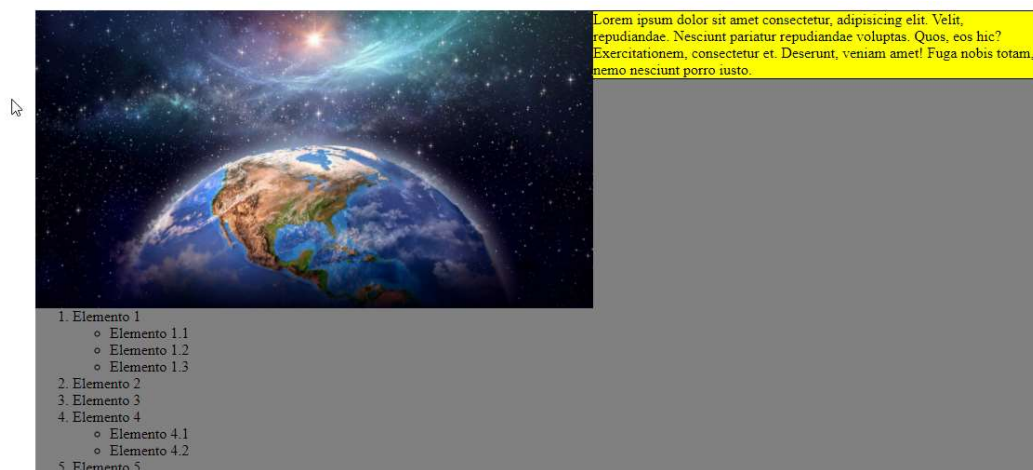 Lorem ipsum dolor sit amet consectetur, adipisicing elit. Velit,
repudiandae. Nesciunt pariatur repudiandae voluptas. Quos, eos hic?
Exercitationem, consectetur et. Deserunt, veniam amet! Fuga nobis totam,
nemo nesciunt porro iusto.
1. Elemento 1
◦ Elemento 1.1
◦ Elemento 1.2
◦ Elemento 1.3
2. Elemento 2
3. Elemento 3
4. Elemento 4
◦ Elemento 4.1
◦ Elemento 4.2
5. Elemento 5